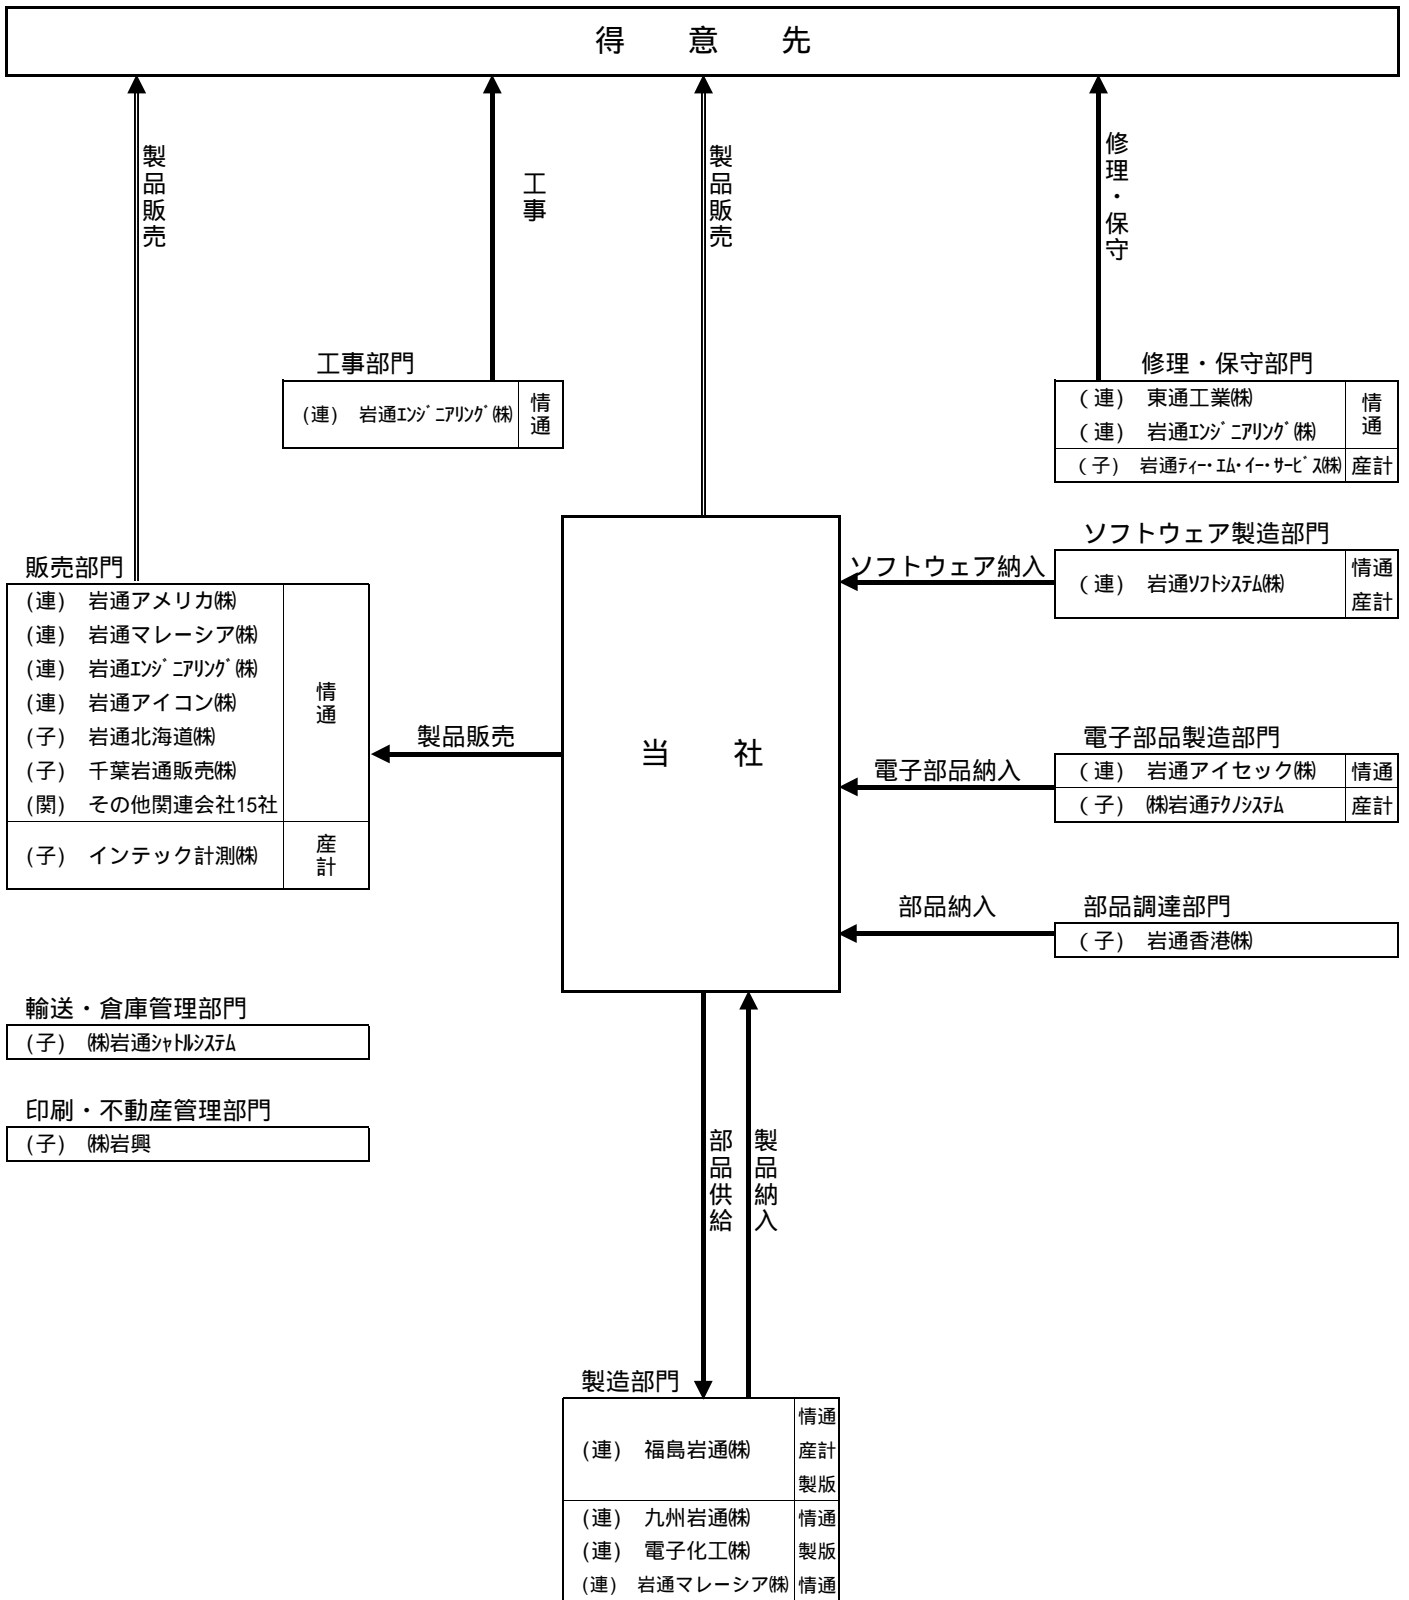 得 意 先
製品販売
工事
製品販売
修理・保守
工事部門
(連) 岩通ｴﾝｼﾞﾆｱﾘﾝｸﾞ㈱ 情通
修理・保守部門
(連) 東通工業㈱
(連) 岩通ｴﾝｼﾞﾆｱﾘﾝｸﾞ㈱
情通
(子) 岩通ﾃｨｰ・ｴﾑ・ｲｰ・ｻｰﾋﾞｽ㈱ 産計
販売部門
(連) 岩通アメリカ㈱
(連) 岩通マレーシア㈱
(連) 岩通ｴﾝｼﾞﾆｱﾘﾝｸﾞ㈱
(連) 岩通アイコン㈱
(子) 岩通北海道㈱
(子) 千葉岩通販売㈱
(関) その他関連会社15社
情通
(子) インテック計測㈱ 産計
製品販売
当 社
ソフトウェア納入
ソフトウェア製造部門
(連) 岩通ｿﾌﾄｼｽﾃﾑ㈱
情通
産計
電子部品納入
電子部品製造部門
(連) 岩通アイセック㈱ 情通
(子) ㈱岩通ﾃｸﾉｼｽﾃﾑ 産計
部品納入
部品調達部門
(子) 岩通香港㈱
輸送・倉庫管理部門
(子) ㈱岩通ｼｬﾄﾙｼｽﾃﾑ
印刷・不動産管理部門
(子) ㈱岩興
部品供給
製品納入
製造部門
(連) 福島岩通㈱
情通
産計
製版
(連) 九州岩通㈱ 情通
(連) 電子化工㈱ 製版
(連) 岩通マレーシア㈱ 情通